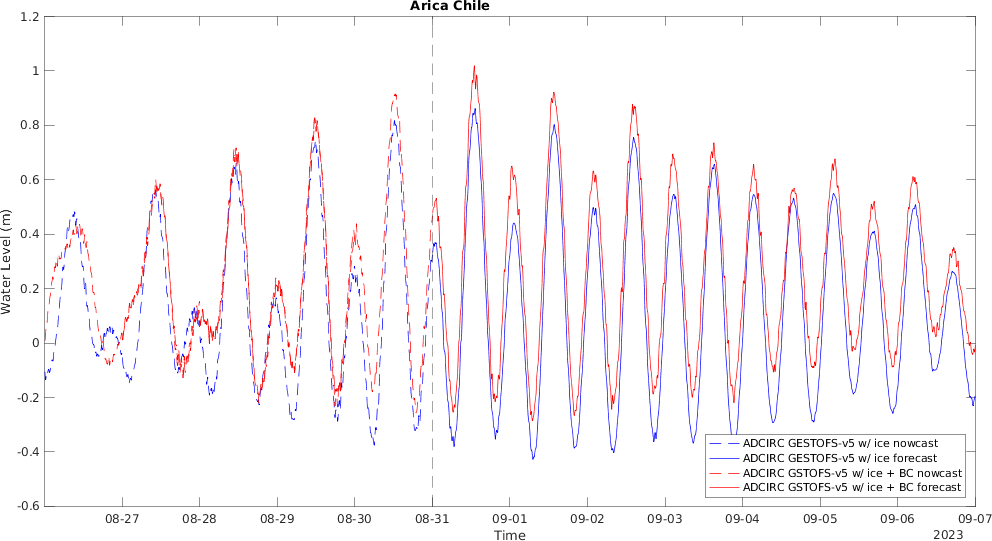 Arica Chile
1.2
1
0.8
0.6
0.4
0.2
0
-0.2
-0.4
-0.6
Water Level (m)
ADCIRC GESTOFS-v5 w/ ice nowcast
ADCIRC GESTOFS-v5 w/ ice forecast
ADCIRC GSTOFS-v5 w/ ice + BC nowcast
ADCIRC GSTOFS-v5 w/ ice + BC forecast
08-27 08-28 08-29 08-30 08-31 09-01 09-02 09-03 09-04 09-05 09-06 09-07
Time
2023